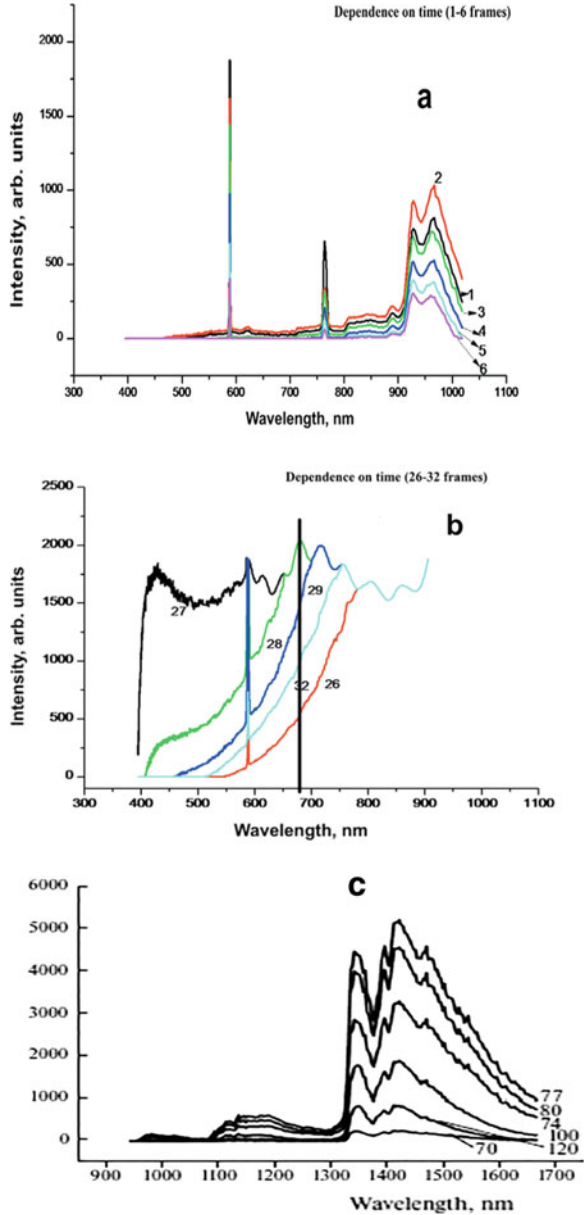 Dependence on time (1-6 frames)
a
2000
1500
1000
500
0
Intensity, arb. units
2
1
3
4
5
6
300 400 500 600 700 800 900 1000 1100
Wavelength, nm
Dependence on time (26-32 frames)
b
2500
2000
1500
1000
500
0
Intensity, arb. units
27
28
29
32
26
300 400 500 600 700 800 900 1000 1100
Wavelength, nm
c
6000
5000
4000
3000
2000
1000
0
77
80
74
100
120
70
900 1000 1100 1200 1300 1400 1500 1600 1700
Wavelength, nm